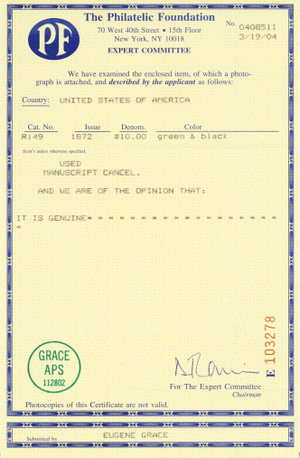 PF
The Philatelic Foundation
70 West 40th Street • 15th Floor
New York, NY 10018
EXPERT COMMITTEE
No. 0408511
3/19/04
We have examined the enclosed item, of which a photo-
graph is attached, and described by the applicant as follows:
Country: UNITED STATES OF AMERICA
Cat. No. Issue Denom. Color
R149 1872 $10.00 green & black
Scott's unless otherwise specified.
USED
MANUSCRIPT CANCEL.
AND WE ARE OF THE OPINION THAT:
IT IS GENUINE* * * * * * * * * * * * * * * * *
*
GRACE
APS
112802
E 103278
For The Expert Committee
Chairman
Photocopies of this Certificate are not valid.
Submitted by EUGENE GRACE